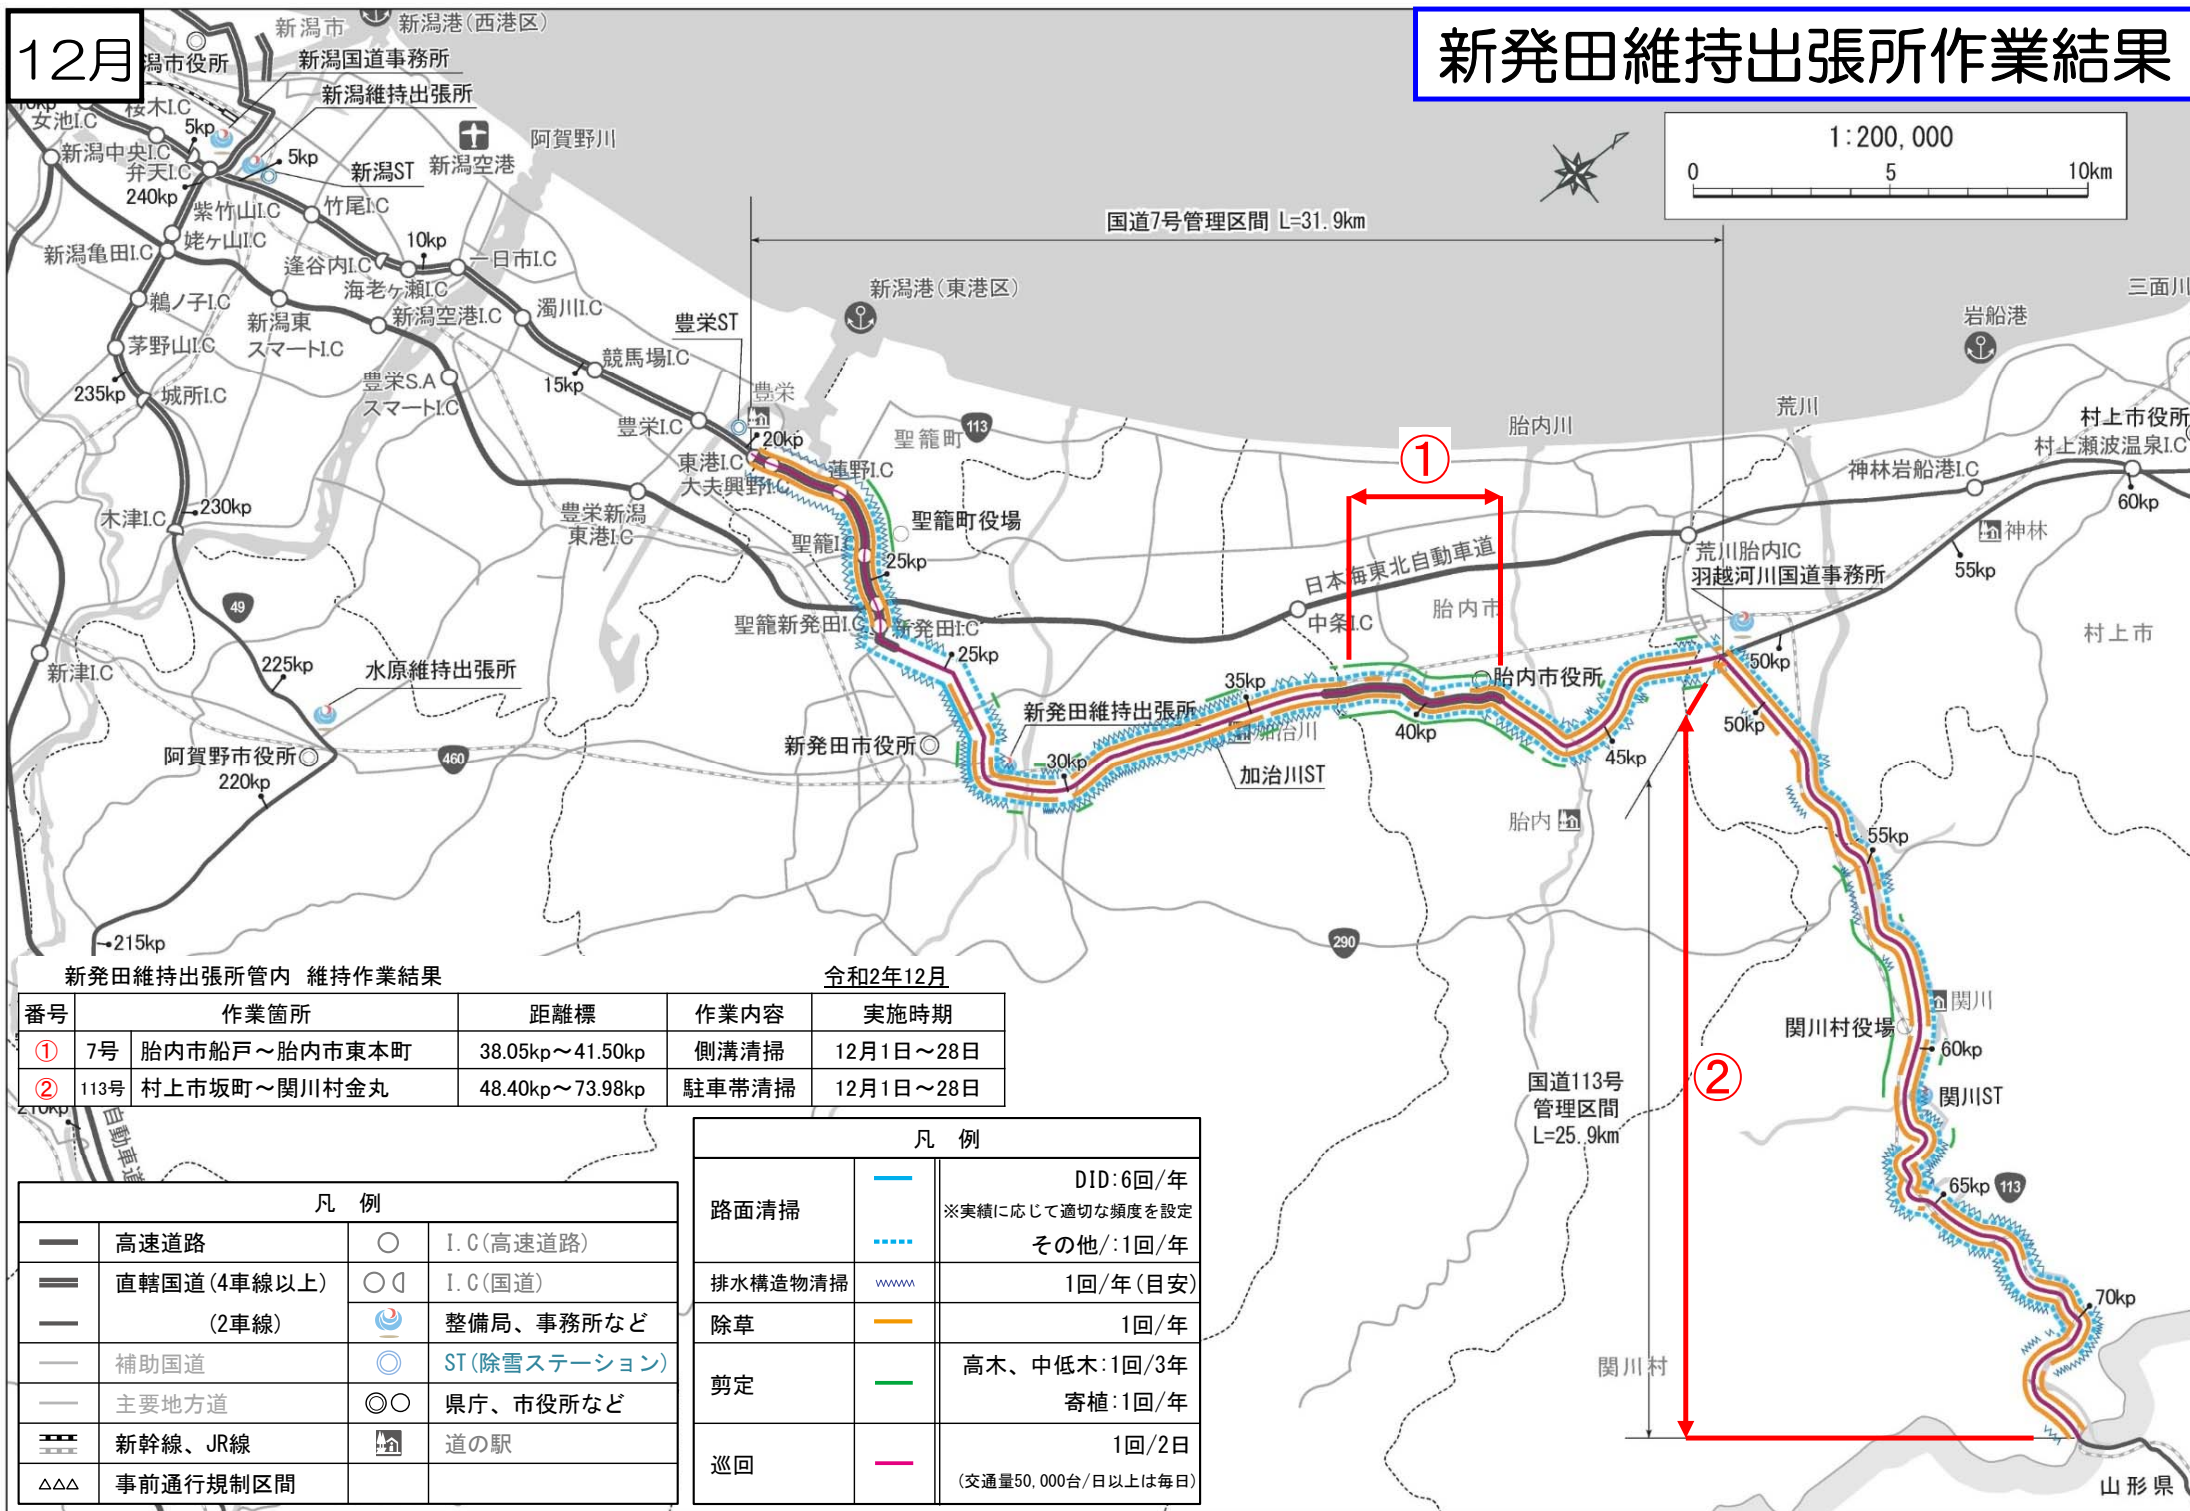 12月
新発田維持出張所作業結果
新潟市
新潟港(西港区)
潟市役所
新潟国道事務所
新潟維持出張所
桜木I.C
女池I.C
5kp
新潟中央I.C
弁天I.C
5kp
新潟ST
新潟空港
阿賀野川
240kp
紫竹山I.C
竹尾I.C
姥ヶ山I.C
新潟亀田I.C
10kp
逢谷内I.C
一日市I.C
海老ヶ瀬I.C
鵜ノ子I.C
新潟東
スマートI.C
新潟空港I.C
濁川I.C
茅野山I.C
競馬場I.C
15kp
235kp
城所I.C
豊栄S.A
スマートI.C
豊栄ST
新潟港(東港区)
豊栄
豊栄I.C
20kp
東港I.C
大夫興野I.C
蓮野I.C
聖籠町
113
1:200,000
0 5 10km
国道7号管理区間 L=31.9km
三面川
岩船港
荒川
胎内川
村上市役所
村上瀬波温泉I.C
神林岩船港I.C
60kp
神林
55kp
荒川胎内IC
羽越河川国道事務所
①
日本海東北自動車道
胎内市
中条I.C
村上市
木津I.C
230kp
豊栄新潟
東港I.C
聖籠町役場
聖籠I.
25kp
49
聖籠新発田I.C
新発田I.C
25kp
新津I.C
225kp
水原維持出張所
35kp
胎内市役所
50kp
新発田維持出張所
加治川
40kp
50kp
45kp
新発田市役所
阿賀野市役所
460
30kp
加治川ST
220kp
胎内
55kp
215kp
290
関川
関川村役場
60kp
関川ST
国道113号
管理区間
L=25.9km
②
65kp
113
70kp
関川村
山形県
新発田維持出張所管内 維持作業結果
令和2年12月
番号 作業箇所 距離標 作業内容 実施時期
① 7号 胎内市船戸～胎内市東本町 38.05kp～41.50kp 側溝清掃 12月1日～28日
② 113号 村上市坂町～関川村金丸 48.40kp～73.98kp 駐車帯清掃 12月1日～28日
210kp
自動車道
凡 例
高速道路 I.C(高速道路)
直轄国道(4車線以上) I.C(国道)
(2車線) 整備局、事務所など
補助国道 ST(除雪ステーション)
主要地方道 県庁、市役所など
新幹線、JR線 道の駅
事前通行規制区間
凡 例
路面清掃 DID:6回/年
※実績に応じて適切な頻度を設定
その他/:1回/年
排水構造物清掃 1回/年(目安)
除草 1回/年
剪定 高木、中低木:1回/3年
寄植:1回/年
巡回 1回/2日
(交通量50,000台/日以上は毎日)